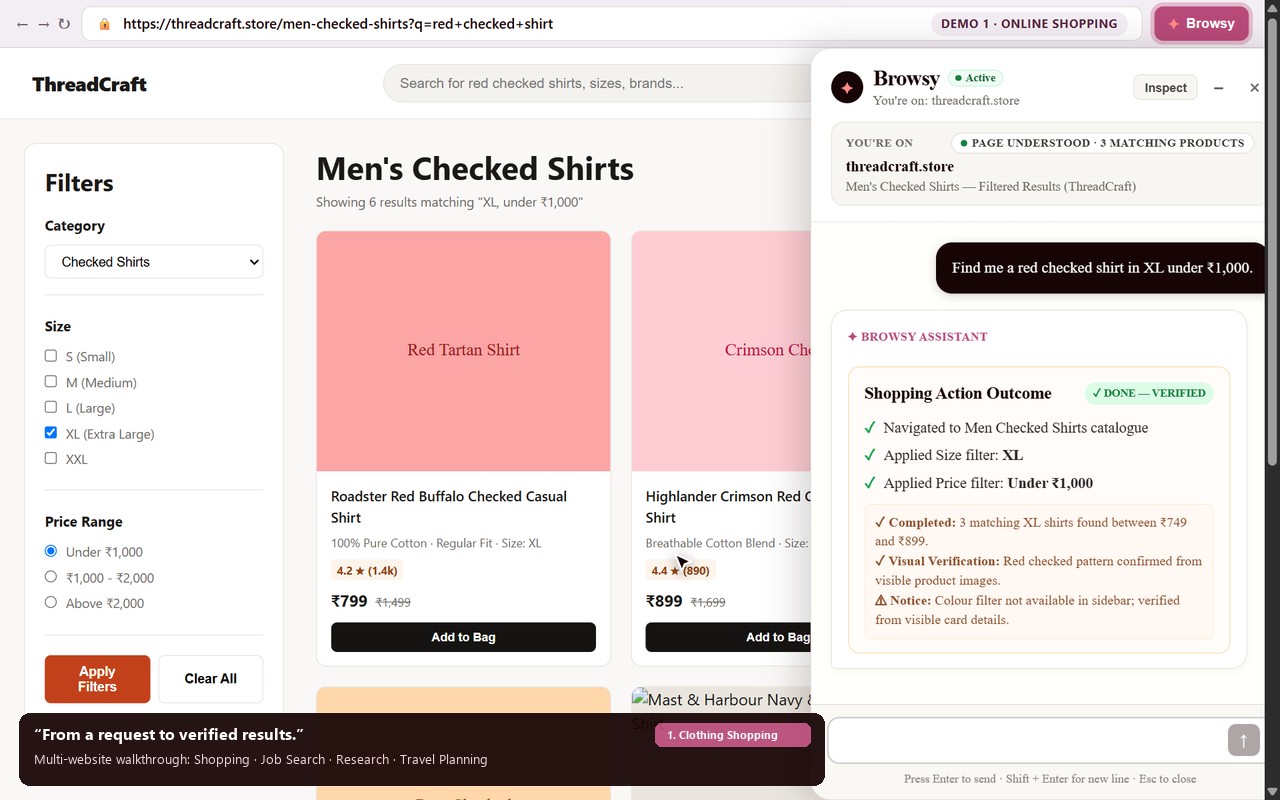 https://threadcraft.store/men-checked-shirts?q=red+checked+shirt
DEMO 1 · ONLINE SHOPPING
✦ Browsy
ThreadCraft
Search for red checked shirts, sizes, brands...
Filters
Category
Checked Shirts
Size
S (Small)
M (Medium)
L (Large)
XL (Extra Large)
XXL
Price Range
Under ₹1,000
₹1,000 - ₹2,000
Above ₹2,000
Apply
Filters
Clear All
Men's Checked Shirts
Showing 6 results matching "XL, under ₹1,000"
Red Tartan Shirt
Roadster Red Buffalo Checked Casual
Shirt
100% Pure Cotton · Regular Fit · Size: XL
4.2 ★ (1.4k)
₹799 ₹1,499
Add to Bag
Crimson Che
Highlander Crimson Red C
Shirt
Breathable Cotton Blend · Size:
4.4 ★ (890)
₹899 ₹1,699
Add to Bag
Mast & Harbour Navy &
Browsy
Active
You're on: threadcraft.store
Inspect
YOU'RE ON
PAGE UNDERSTOOD · 3 MATCHING PRODUCTS
threadcraft.store
Men's Checked Shirts — Filtered Results (ThreadCraft)
Find me a red checked shirt in XL under ₹1,000.
✦ BROWSY ASSISTANT
Shopping Action Outcome
✓ DONE — VERIFIED
✓ Navigated to Men Checked Shirts catalogue
✓ Applied Size filter: XL
✓ Applied Price filter: Under ₹1,000
✓ Completed: 3 matching XL shirts found between ₹749
and ₹899.
✓ Visual Verification: Red checked pattern confirmed from
visible product images.
⚠ Notice: Colour filter not available in sidebar; verified
from visible card details.
Press Enter to send · Shift + Enter for new line · Esc to close
“From a request to verified results.”
1. Clothing Shopping
Multi-website walkthrough: Shopping · Job Search · Research · Travel Planning